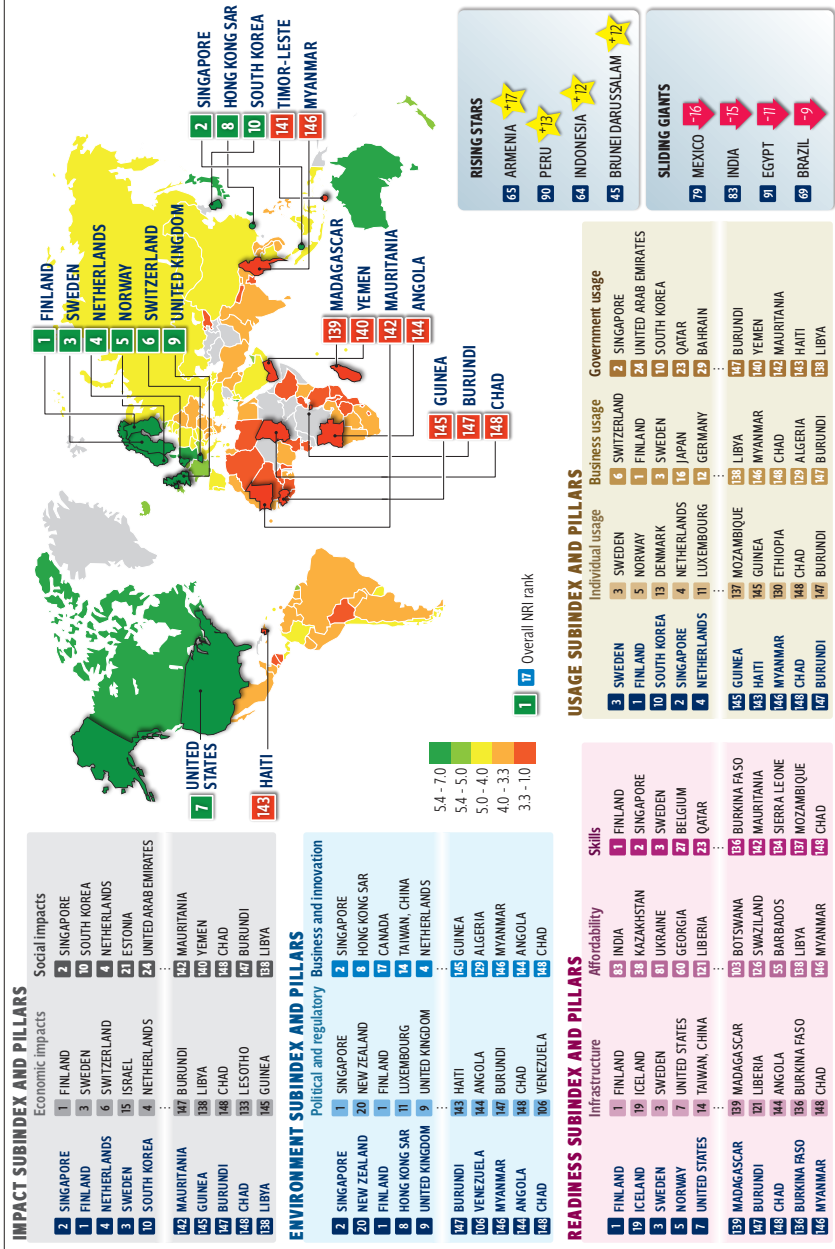 IMPACT SUBINDEX AND PILLARS
2 SINGAPORE
1 FINLAND
4 NETHERLANDS
3 SWEDEN
10 SOUTH KOREA
142 MAURITANIA
145 GUINEA
147 BURUNDI
148 CHAD
138 LIBYA
Economic impacts
1 FINLAND
3 SWEDEN
6 SWITZERLAND
15 ISRAEL
4 NETHERLANDS
147 BURUNDI
138 LIBYA
148 CHAD
133 LESOTHO
145 GUINEA
Social impacts
2 SINGAPORE
10 SOUTH KOREA
4 NETHERLANDS
21 ESTONIA
24 UNITED ARAB EMIRATES
142 MAURITANIA
140 YEMEN
148 CHAD
147 BURUNDI
138 LIBYA
ENVIRONMENT SUBINDEX AND PILLARS
2 SINGAPORE
20 NEW ZEALAND
1 FINLAND
8 HONG KONG SAR
9 UNITED KINGDOM
147 BURUNDI
106 VENEZUELA
146 MYANMAR
144 ANGOLA
148 CHAD
Political and regulatory
1 SINGAPORE
20 NEW ZEALAND
1 FINLAND
11 LUXEMBOURG
9 UNITED KINGDOM
143 HAITI
144 ANGOLA
147 BURUNDI
148 CHAD
106 VENEZUELA
Business and innovation
2 SINGAPORE
8 HONG KONG SAR
17 CANADA
14 TAIWAN, CHINA
4 NETHERLANDS
145 GUINEA
129 ALGERIA
146 MYANMAR
144 ANGOLA
148 CHAD
READINESS SUBINDEX AND PILLARS
1 FINLAND
19 ICELAND
3 SWEDEN
5 NORWAY
7 UNITED STATES
139 MADAGASCAR
147 BURUNDI
148 CHAD
136 BURKINA FASO
146 MYANMAR
Infrastructure
1 FINLAND
19 ICELAND
3 SWEDEN
7 UNITED STATES
14 TAIWAN, CHINA
139 MADAGASCAR
121 LIBERIA
144 ANGOLA
136 BURKINA FASO
148 CHAD
Affordability
83 INDIA
38 KAZAKHSTAN
81 UKRAINE
60 GEORGIA
121 LIBERIA
103 BOTSWANA
126 SWAZILAND
55 BARBADOS
138 LIBYA
146 MYANMAR
Skills
1 FINLAND
2 SINGAPORE
3 SWEDEN
27 BELGIUM
23 QATAR
136 BURKINA FASO
142 MAURITANIA
134 SIERRA LEONE
137 MOZAMBIQUE
148 CHAD
7 UNITED
STATES
143 HAITI
5.4 - 7.0
5.4 - 5.0
5.0 - 4.0
4.0 - 3.3
3.3 - 1.0
1 17 Overall NRI rank
1 FINLAND
3 SWEDEN
4 NETHERLANDS
5 NORWAY
6 SWITZERLAND
9 UNITED KINGDOM
2 SINGAPORE
8 HONG KONG SAR
10 SOUTH KOREA
141 TIMOR-LESTE
146 MYANMAR
139 MADAGASCAR
140 YEMEN
142 MAURITANIA
144 ANGOLA
145 GUINEA
147 BURUNDI
148 CHAD
USAGE SUBINDEX AND PILLARS
3 SWEDEN
1 FINLAND
10 SOUTH KOREA
2 SINGAPORE
4 NETHERLANDS
145 GUINEA
143 HAITI
146 MYANMAR
148 CHAD
147 BURUNDI
Individual usage
3 SWEDEN
5 NORWAY
13 DENMARK
4 NETHERLANDS
11 LUXEMBOURG
137 MOZAMBIQUE
145 GUINEA
130 ETHIOPIA
148 CHAD
147 BURUNDI
Business usage
6 SWITZERLAND
1 FINLAND
3 SWEDEN
16 JAPAN
12 GERMANY
138 LIBYA
146 MYANMAR
148 CHAD
129 ALGERIA
147 BURUNDI
Government usage
2 SINGAPORE
24 UNITED ARAB EMIRATES
10 SOUTH KOREA
23 QATAR
29 BAHRAIN
147 BURUNDI
140 YEMEN
142 MAURITANIA
143 HAITI
138 LIBYA
RISING STARS
65 ARMENIA +17
90 PERU +13
64 INDONESIA +12
45 BRUNEI DARUSSALAM +12
SLIDING GIANTS
79 MEXICO -16
83 INDIA -15
91 EGYPT -11
69 BRAZIL -9